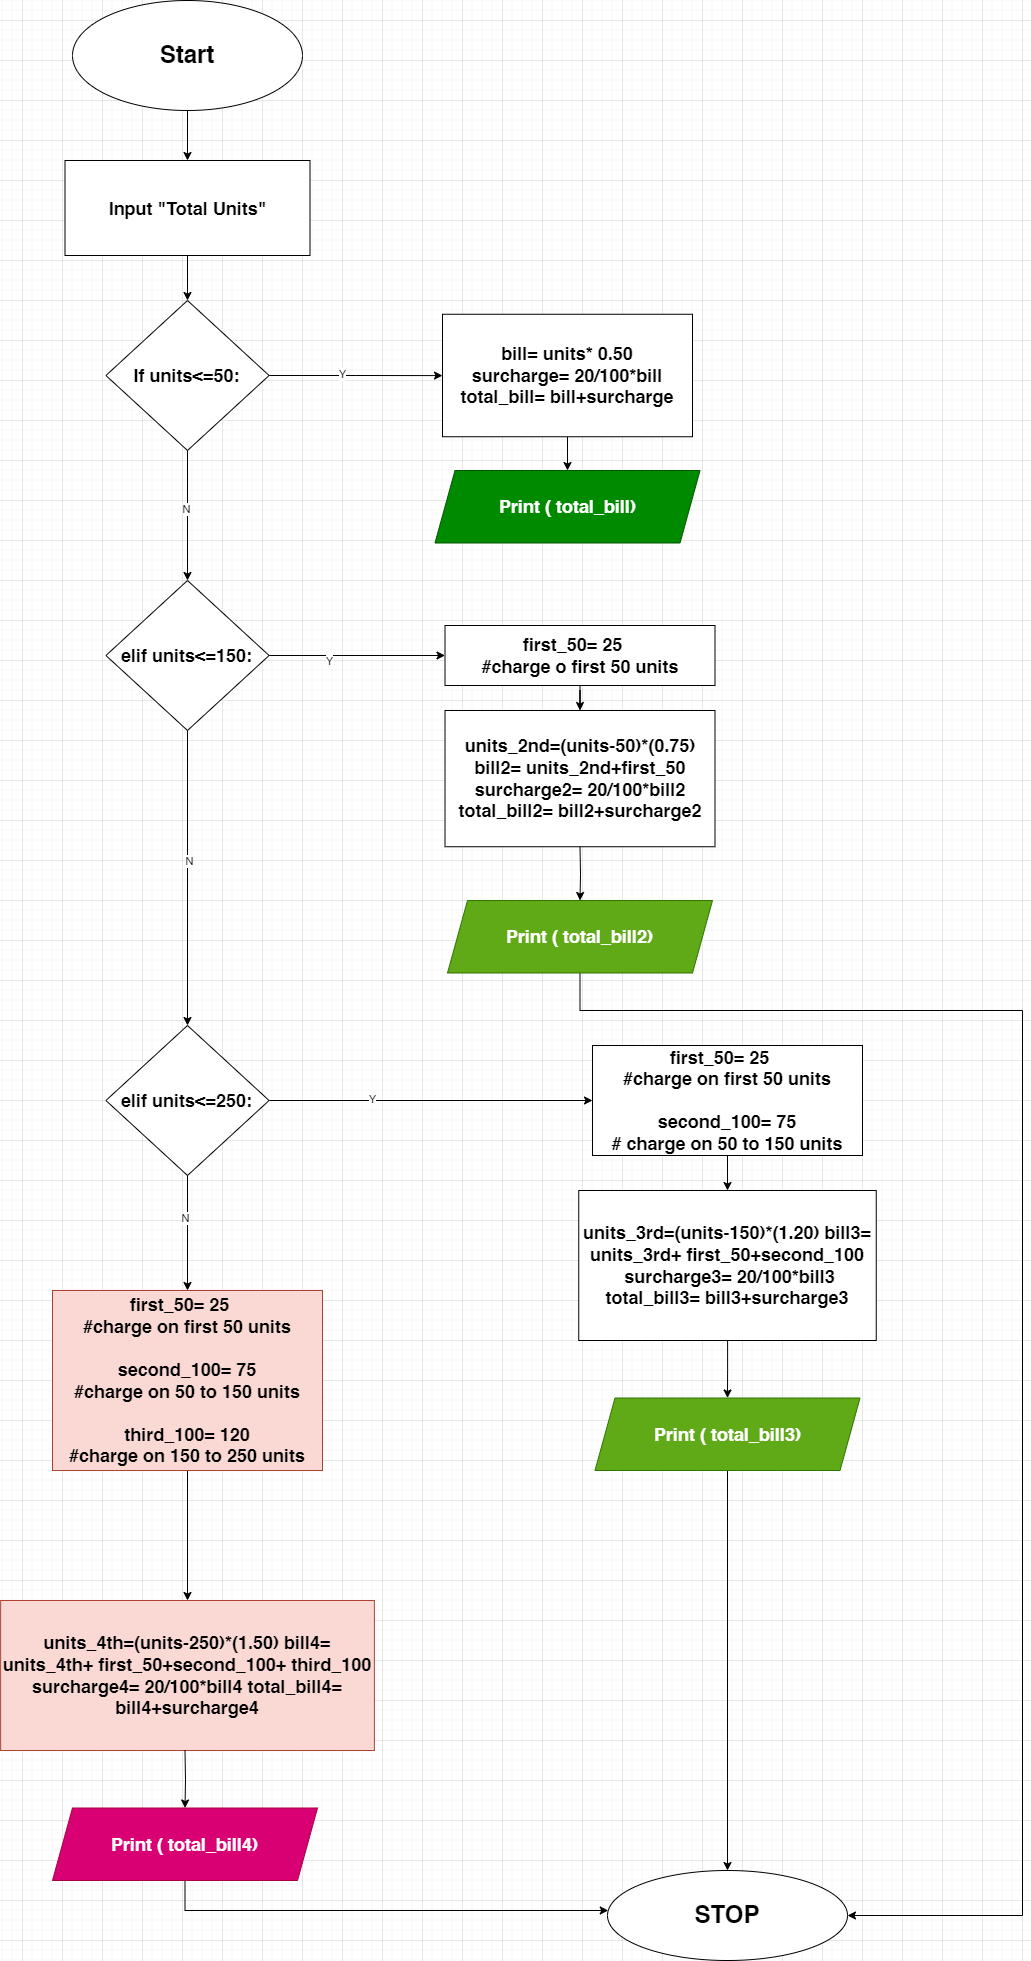 Start
Input "Total Units"
If units<=50:
Y
bill= units* 0.50
surcharge= 20/100*bill
total_bill= bill+surcharge
Print ( total_bill)
N
elif units<=150:
Y
first_50= 25
#charge o first 50 units
units_2nd=(units-50)*(0.75)
bill2= units_2nd+first_50
surcharge2= 20/100*bill2
total_bill2= bill2+surcharge2
Print ( total_bill2)
N
elif units<=250:
Y
first_50= 25
#charge on first 50 units
second_100= 75
# charge on 50 to 150 units
units_3rd=(units-150)*(1.20) bill3=
units_3rd+ first_50+second_100
surcharge3= 20/100*bill3
total_bill3= bill3+surcharge3
Print ( total_bill3)
N
first_50= 25
#charge on first 50 units
second_100= 75
#charge on 50 to 150 units
third_100= 120
#charge on 150 to 250 units
units_4th=(units-250)*(1.50) bill4=
units_4th+ first_50+second_100+ third_100
surcharge4= 20/100*bill4 total_bill4=
bill4+surcharge4
Print ( total_bill4)
STOP